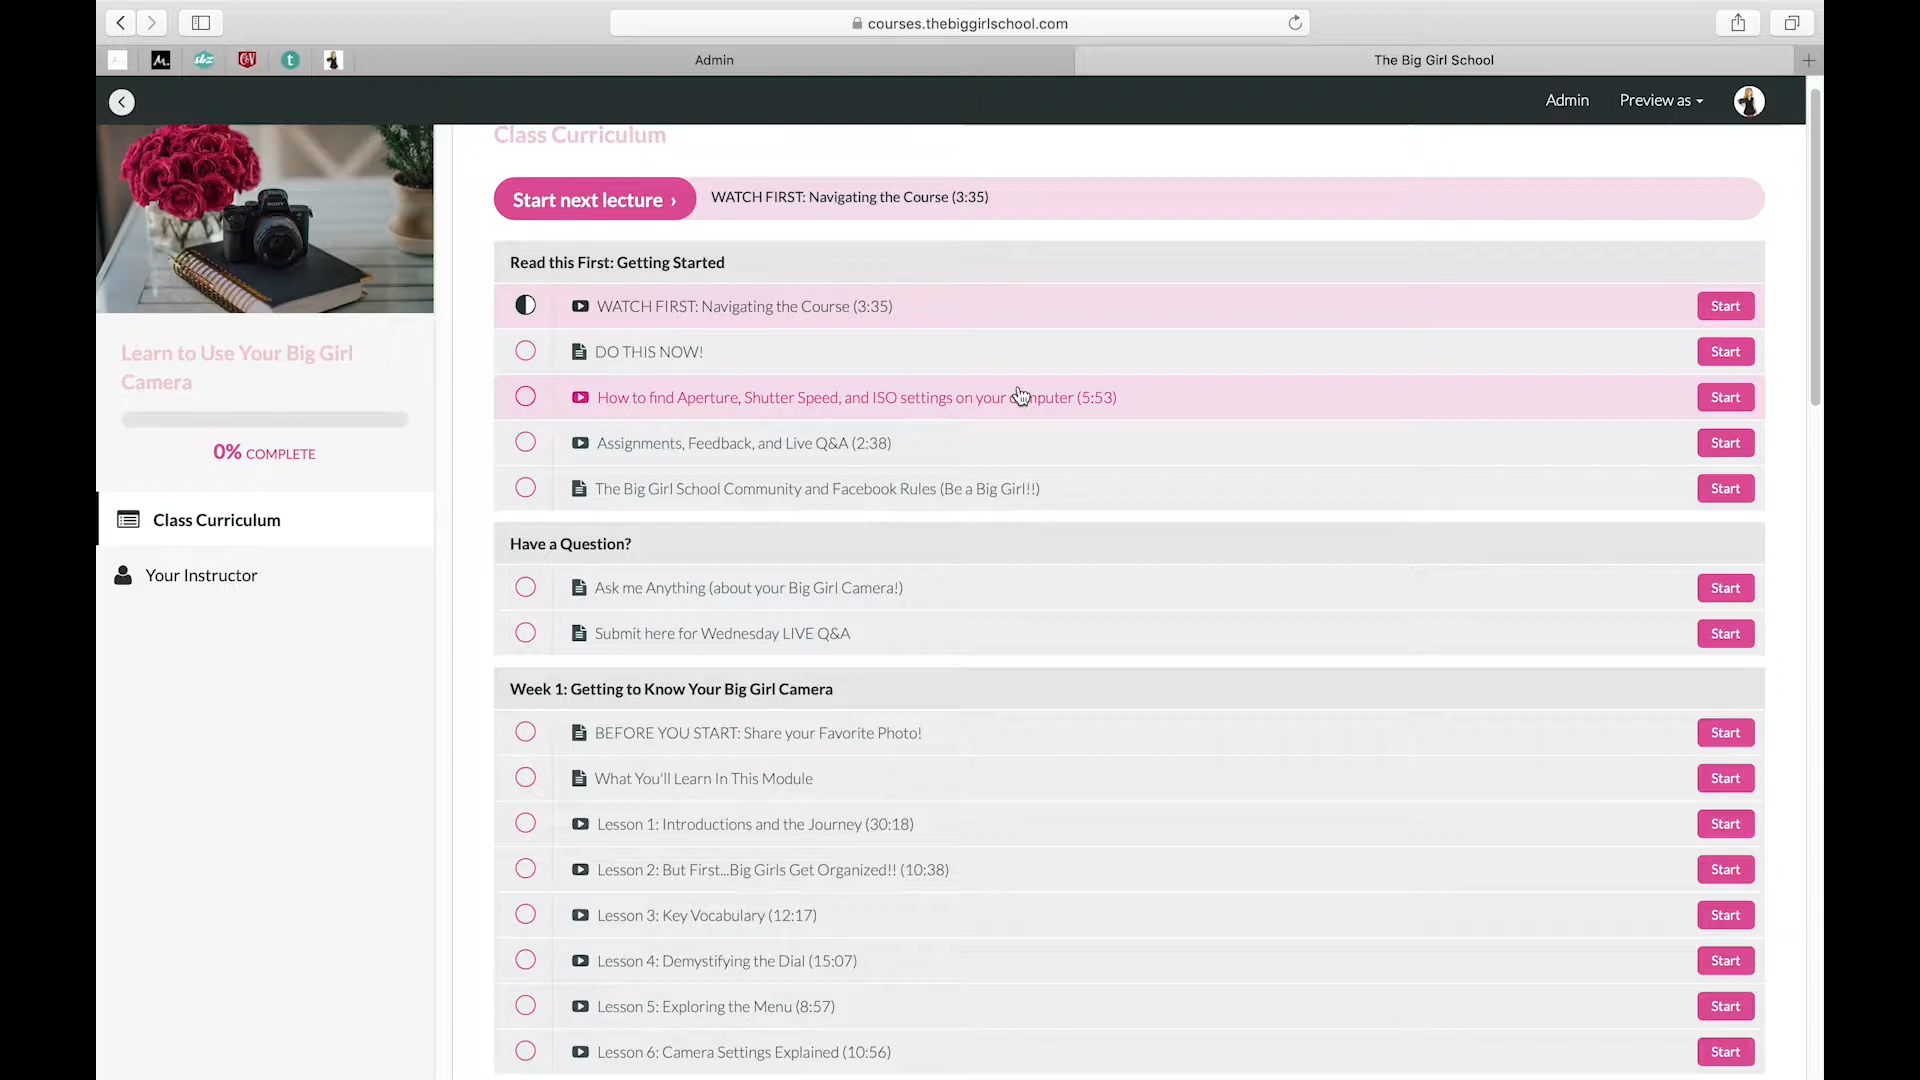 courses.thebiggirlschool.com
Admin
The Big Girl School
Admin
Preview as
Class Curriculum
Start next lecture ›
WATCH FIRST: Navigating the Course (3:35)
Read this First: Getting Started
WATCH FIRST: Navigating the Course (3:35)
Start
DO THIS NOW!
Start
How to find Aperture, Shutter Speed, and ISO settings on your computer (5:53)
Start
Assignments, Feedback, and Live Q&A (2:38)
Start
The Big Girl School Community and Facebook Rules (Be a Big Girl!!)
Start
Learn to Use Your Big Girl
Camera
0% COMPLETE
Class Curriculum
Your Instructor
Have a Question?
Ask me Anything (about your Big Girl Camera!)
Start
Submit here for Wednesday LIVE Q&A
Start
Week 1: Getting to Know Your Big Girl Camera
BEFORE YOU START: Share your Favorite Photo!
Start
What You'll Learn In This Module
Start
Lesson 1: Introductions and the Journey (30:18)
Start
Lesson 2: But First...Big Girls Get Organized!! (10:38)
Start
Lesson 3: Key Vocabulary (12:17)
Start
Lesson 4: Demystifying the Dial (15:07)
Start
Lesson 5: Exploring the Menu (8:57)
Start
Lesson 6: Camera Settings Explained (10:56)
Start